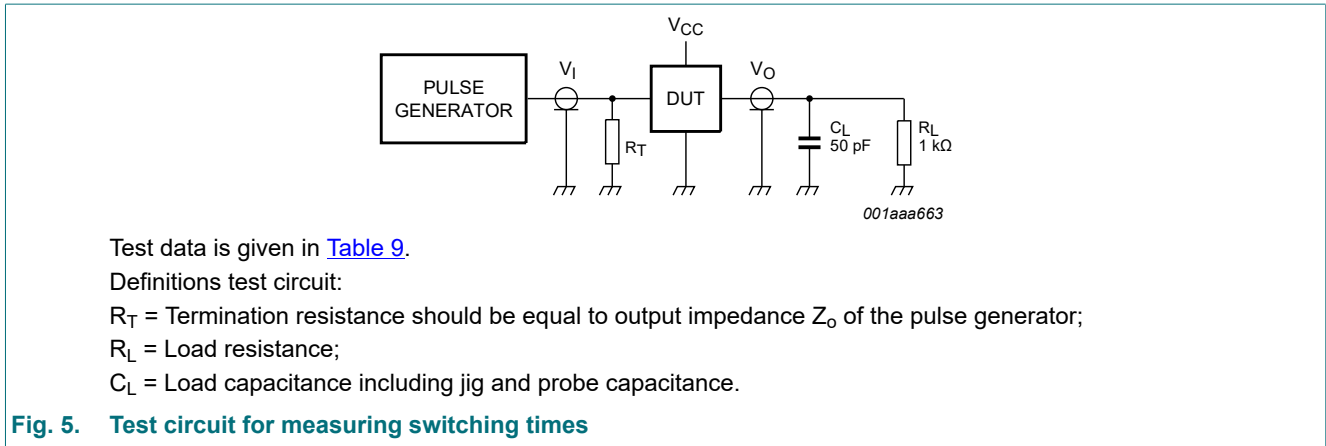 VCC
PULSE
GENERATOR
VI
RT
DUT
VO
CL
50 pF
RL
1 kΩ
001aaa663
Test data is given in Table 9.
Definitions test circuit:
RT = Termination resistance should be equal to output impedance Zo of the pulse generator;
RL = Load resistance;
CL = Load capacitance including jig and probe capacitance.
Fig. 5. Test circuit for measuring switching times